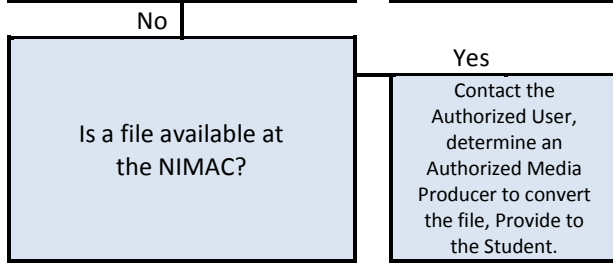 No
Is a file available at
the NIMAC?
Yes
Contact the
Authorized User,
determine an
Authorized Media
Producer to convert
the file, Provide to
the Student.